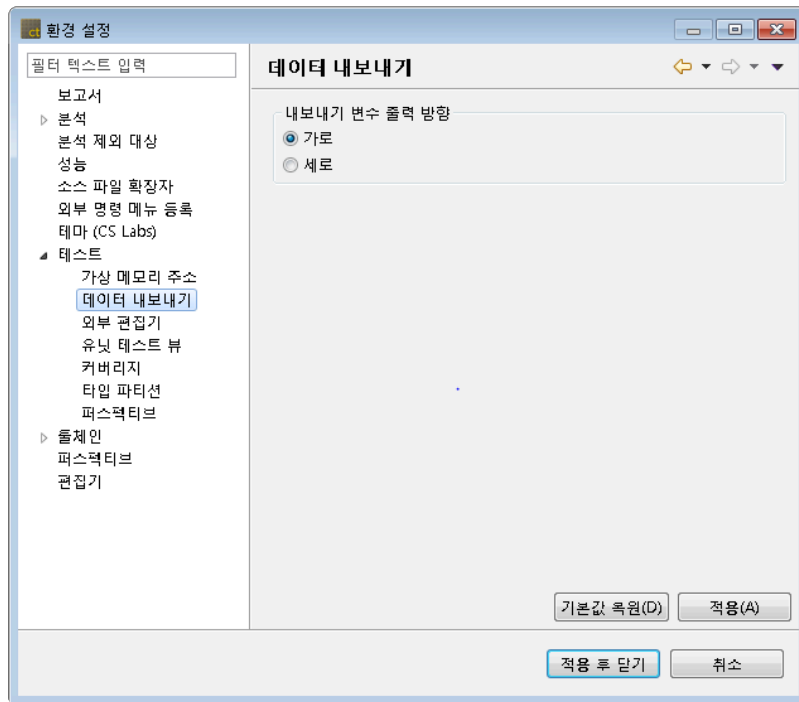 ct 환경 설정
필터 텍스트 입력
보고서
분석
분석 제외 대상
성능
소스 파일 확장자
외부 명령 메뉴 등록
테마 (CS Labs)
테스트
가상 메모리 주소
데이터 내보내기
외부 편집기
유닛 테스트 뷰
커버리지
타입 파티션
퍼스펙티브
툴체인
퍼스펙티브
편집기
데이터 내보내기
내보내기 변수 출력 방향
가로
세로
기본값 복원(D)
적용(A)
적용 후 닫기
취소